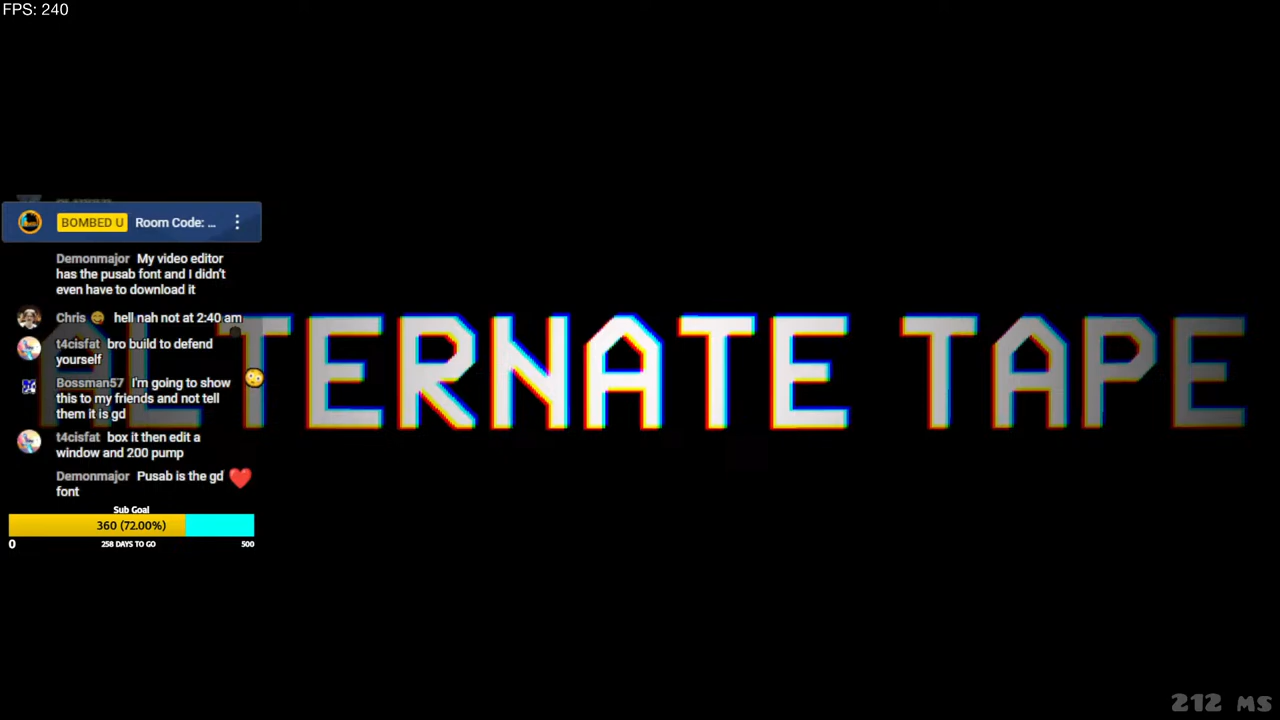 FPS: 240
BOMBED U Room Code: ...
Demonmajor My video editor
has the pusab font and I didn't
even have to download it
Chris hell nah not at 2:40 am
ALTERNATE TAPE
t4cisfat bro build to defend
yourself
Bossman57 I'm going to show
this to my friends and not tell
them it is gd
t4cisfat box it then edit a
window and 200 pump
Demonmajor Pusab is the gd
font
Sub Goal
360 (72.00%)
0 258 DAYS TO GO 500
212 MS